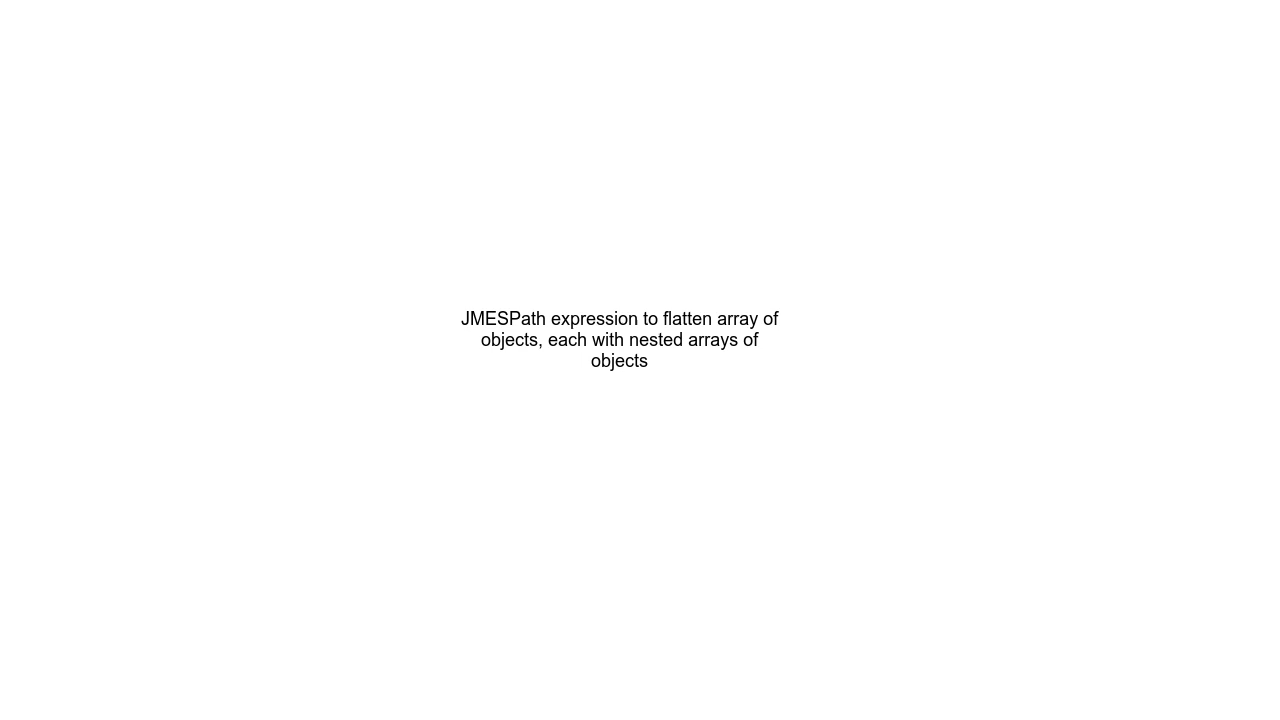 JMESPath expression to flatten array of
objects, each with nested arrays of
objects